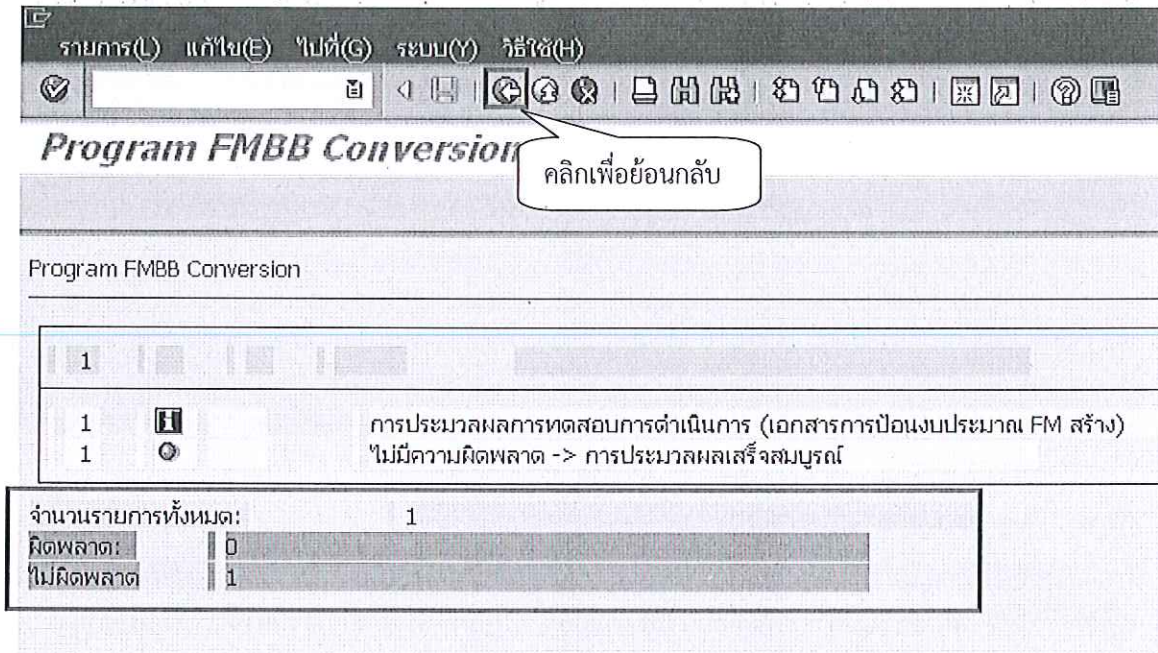 รายการ(L) แก้ไข(E) ไปที่(G) ระบบ(Y) วิธีใช้(H)
Program FMBB Conversion
คลิกเพื่อย้อนกลับ
Program FMBB Conversion
1
1 การประมวลผลการทดสอบการดำเนินการ (เอกสารการป้อนงบประมาณ FM สร้าง)
1 ไม่มีความผิดพลาด -> การประมวลผลเสร็จสมบูรณ์
จำนวนรายการทั้งหมด: 1
ผิดพลาด: 0
ไม่ผิดพลาด 1